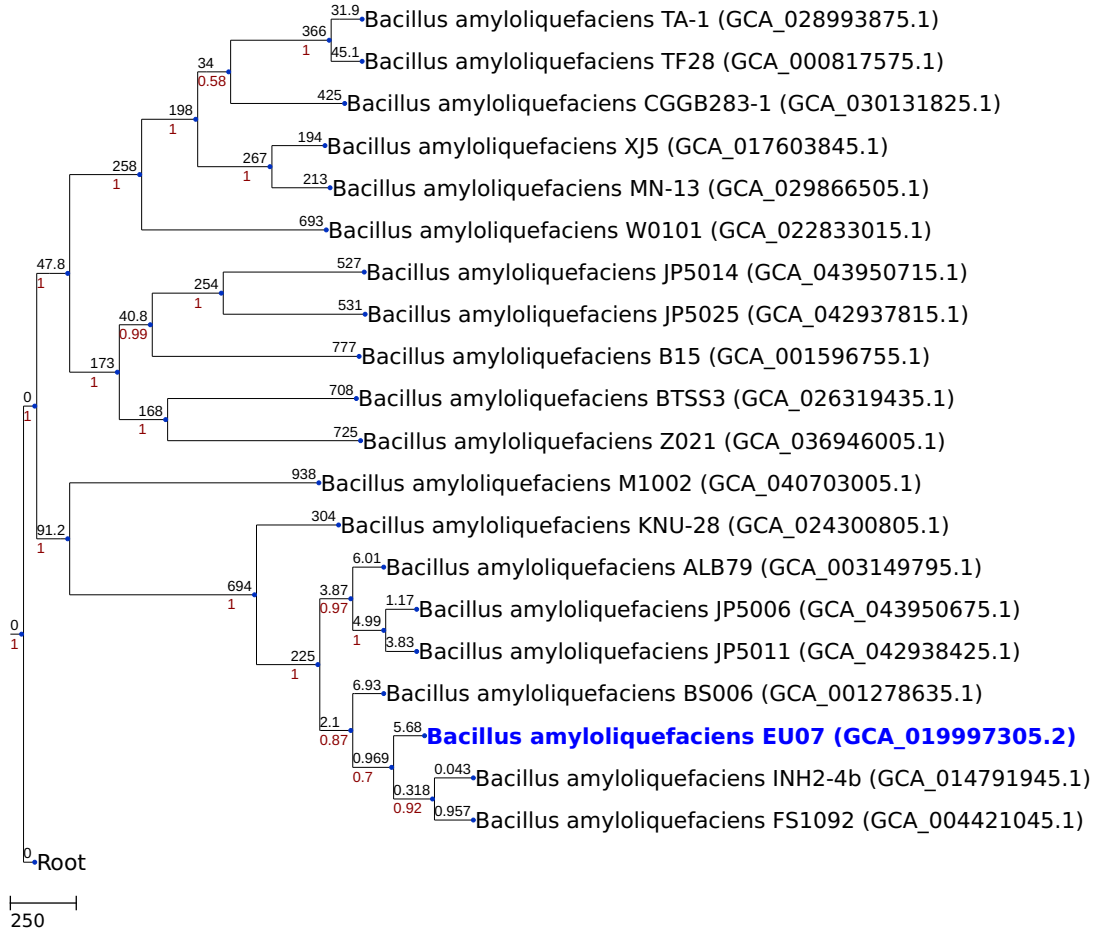 31.9 Bacillus amyloliquefaciens TA-1 (GCA_028993875.1)
366
1
45.1 Bacillus amyloliquefaciens TF28 (GCA_000817575.1)
34
0.58
425 Bacillus amyloliquefaciens CGGB283-1 (GCA_030131825.1)
198
1
194 Bacillus amyloliquefaciens XJ5 (GCA_017603845.1)
267
1
213 Bacillus amyloliquefaciens MN-13 (GCA_029866505.1)
258
1
693 Bacillus amyloliquefaciens W0101 (GCA_022833015.1)
47.8
1
527 Bacillus amyloliquefaciens JP5014 (GCA_043950715.1)
254
1
531 Bacillus amyloliquefaciens JP5025 (GCA_042937815.1)
40.8
0.99
777 Bacillus amyloliquefaciens B15 (GCA_001596755.1)
173
1
708 Bacillus amyloliquefaciens BTSS3 (GCA_026319435.1)
168
1
725 Bacillus amyloliquefaciens Z021 (GCA_036946005.1)
0
1
938 Bacillus amyloliquefaciens M1002 (GCA_040703005.1)
91.2
1
304 Bacillus amyloliquefaciens KNU-28 (GCA_024300805.1)
694
1
6.01 Bacillus amyloliquefaciens ALB79 (GCA_003149795.1)
3.87
0.97
1.17 Bacillus amyloliquefaciens JP5006 (GCA_043950675.1)
4.99
1
3.83 Bacillus amyloliquefaciens JP5011 (GCA_042938425.1)
225
1
6.93 Bacillus amyloliquefaciens BS006 (GCA_001278635.1)
2.1
0.87
5.68 Bacillus amyloliquefaciens EU07 (GCA_019997305.2)
0.969
0.7
0.043 Bacillus amyloliquefaciens INH2-4b (GCA_014791945.1)
0.318
0.92
0.957 Bacillus amyloliquefaciens FS1092 (GCA_004421045.1)
0
1
0 Root
250